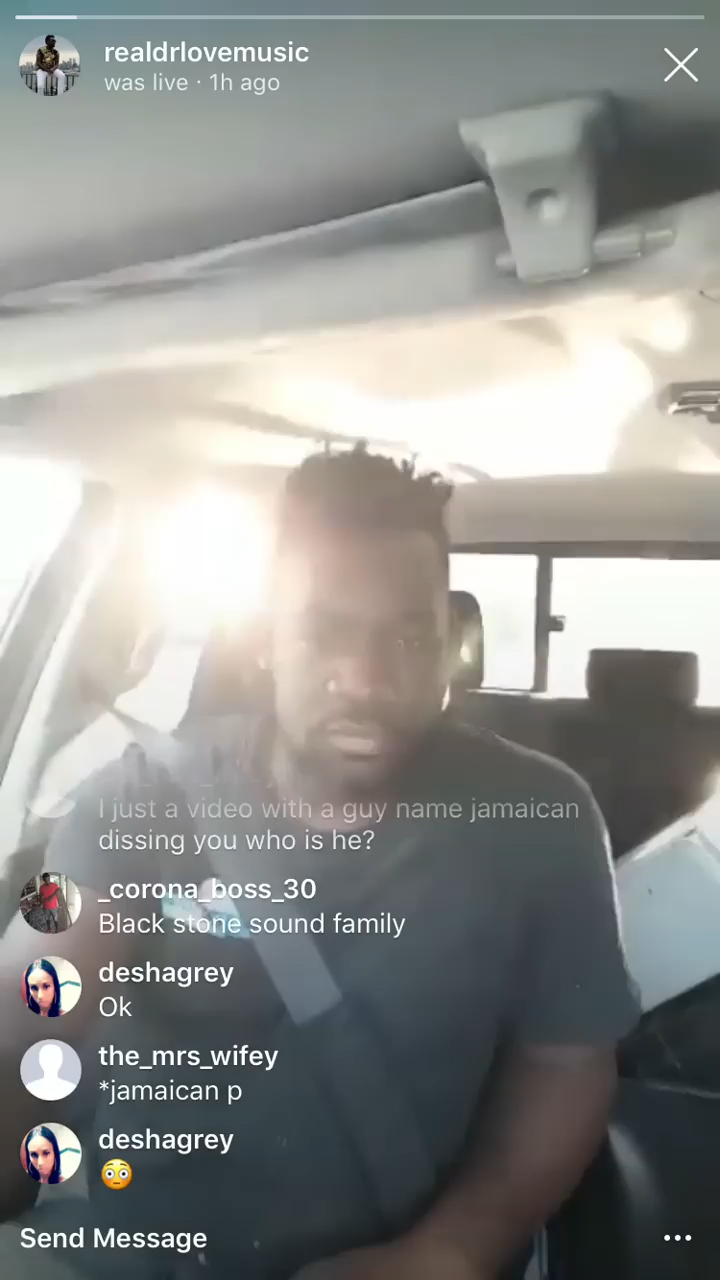 realdrlovemusic
was live · 1h ago
I just a video with a guy name jamaican
dissing you who is he?
_corona_boss_30
Black stone sound family
deshagrey
Ok
the_mrs_wifey
*jamaican p
deshagrey
😳
Send Message